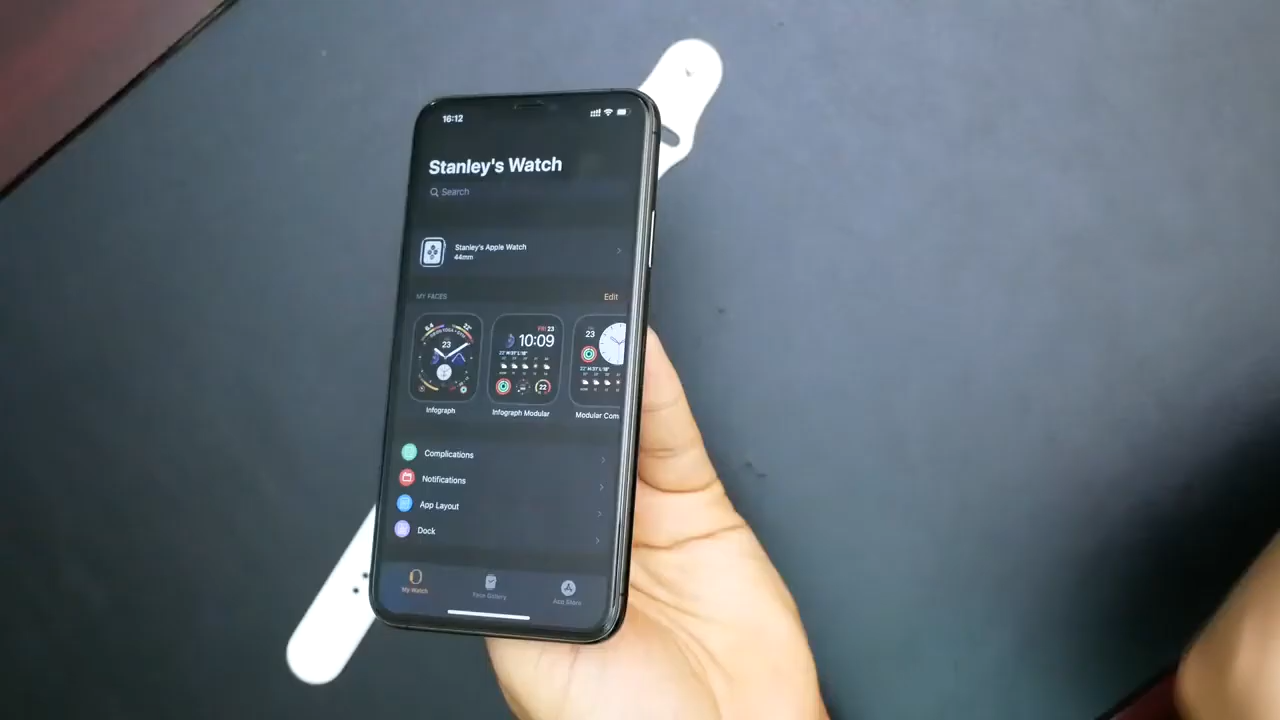 16:12
Stanley's Watch
Search
Stanley's Apple Watch
44mm
MY FACES
Edit
23
FRI 23
10:09
22
23
Infograph
Infograph Modular
Modular Com
Complications
Notifications
App Layout
Dock
My Watch
Face Gallery
App Store